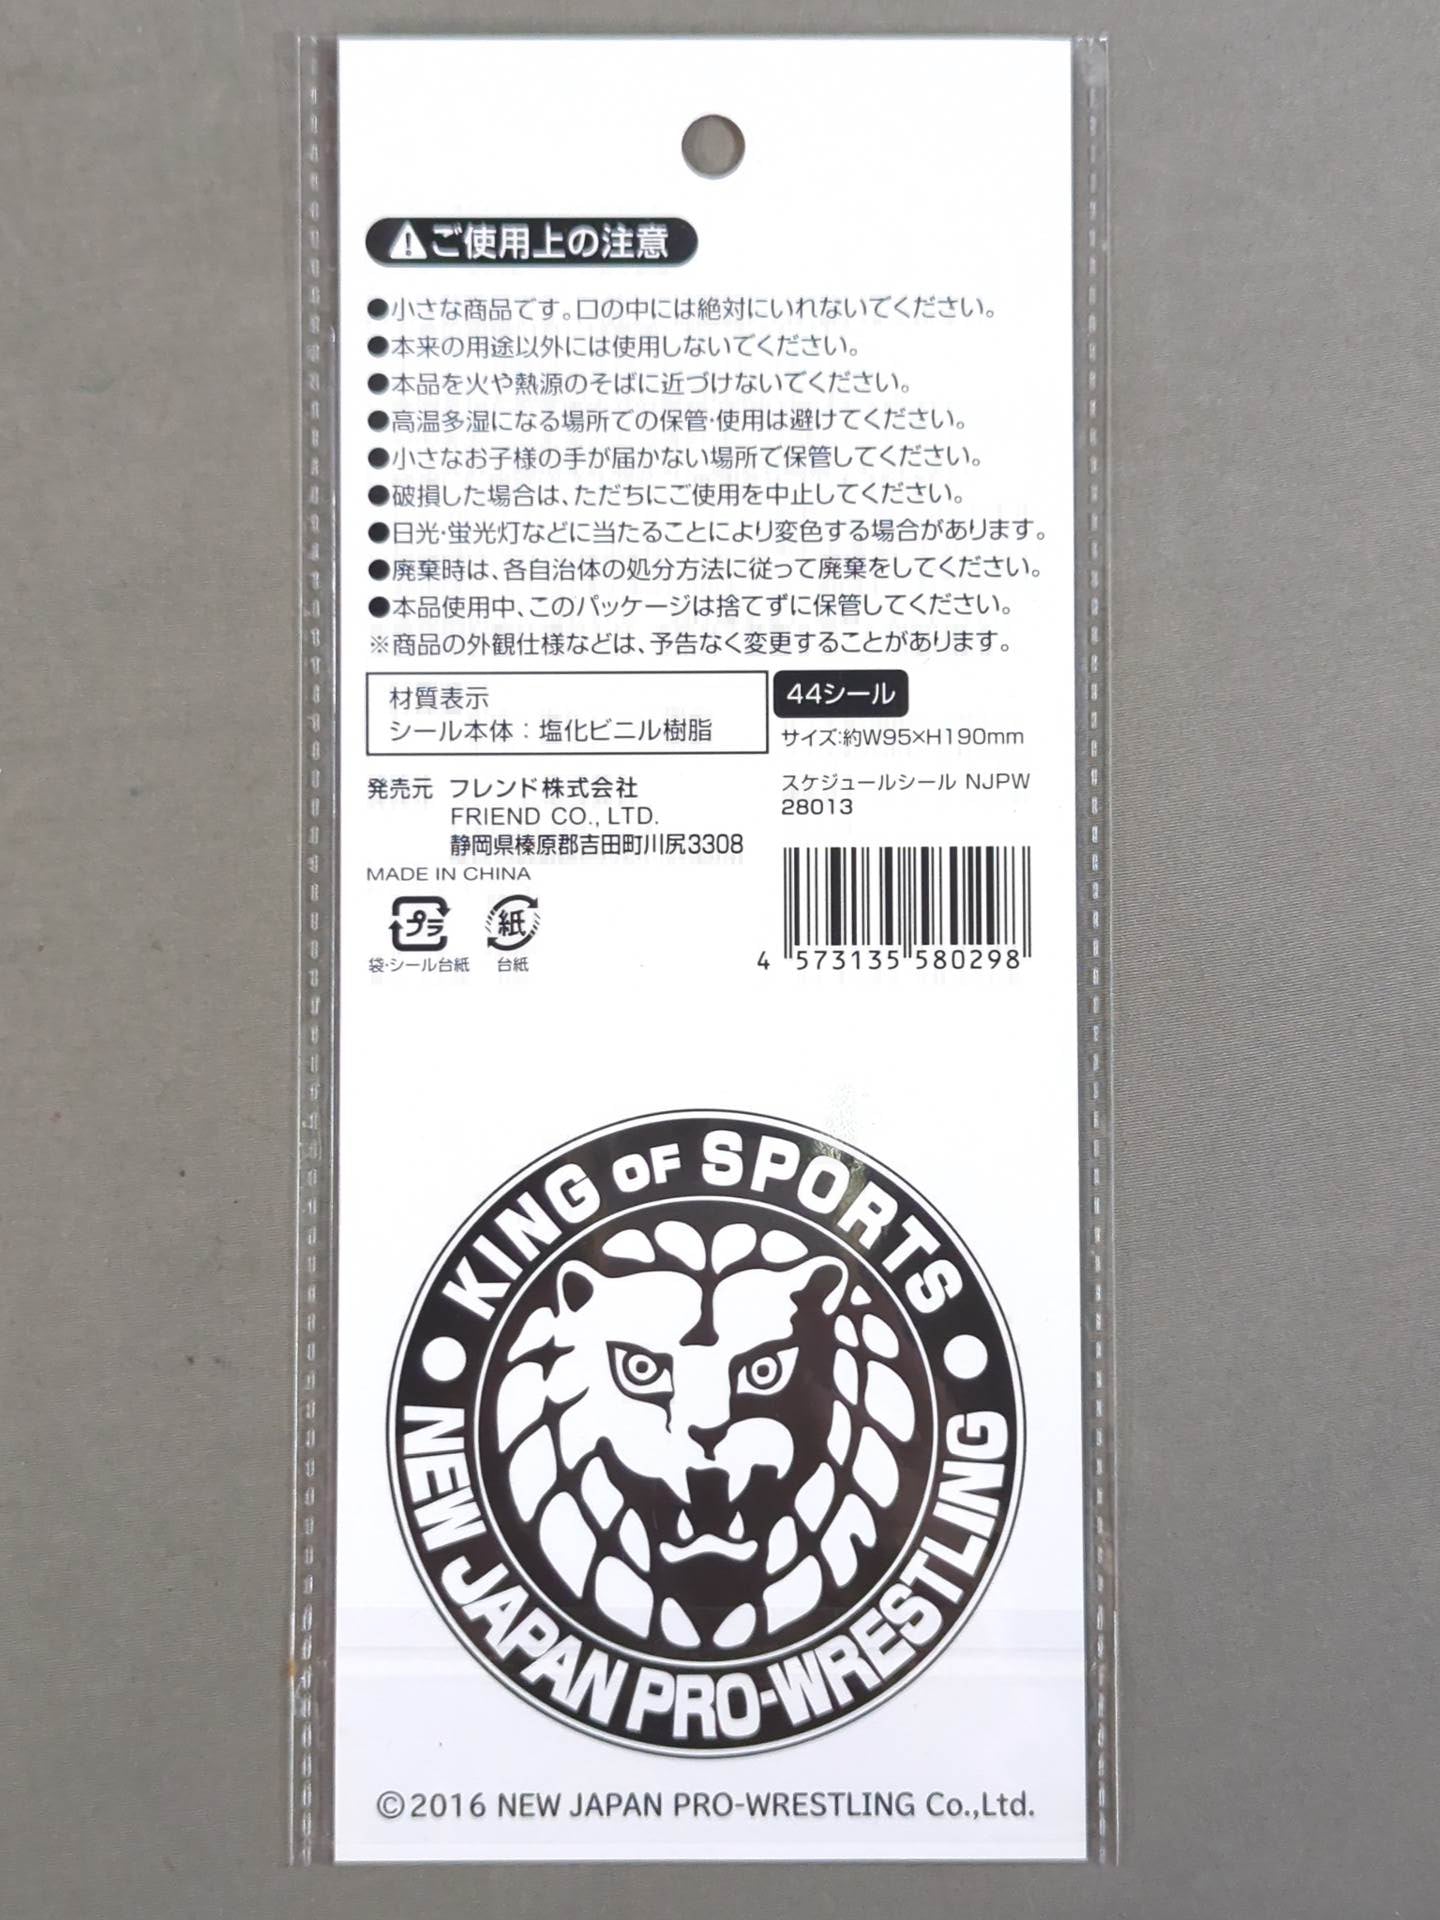 ⚠ご使用上の注意
●小さな商品です。口の中には絶対にいれないでください。
●本来の用途以外には使用しないでください。
●本品を火や熱源のそばに近づけないでください。
●高温多湿になる場所での保管・使用は避けてください。
●小さなお子様の手が届かない場所で保管してください。
●破損した場合は、ただちにご使用を中止してください。
●日光・蛍光灯などに当たることにより変色する場合があります。
●廃棄時は、各自治体の処分方法に従って廃棄をしてください。
●本品使用中、このパッケージは捨てずに保管してください。
※商品の外観仕様などは、予告なく変更することがあります。
材質表示
シール本体：塩化ビニル樹脂
44シール
サイズ:約W95×H190mm
発売元 フレンド株式会社
FRIEND CO., LTD.
静岡県榛原郡吉田町川尻3308
スケジュールシール NJPW
28013
MADE IN CHINA
プラ
袋・シール台紙
紙
台紙
4 573135 580298
KING OF SPORTS
NEW JAPAN PRO-WRESTLING
©2016 NEW JAPAN PRO-WRESTLING Co.,Ltd.